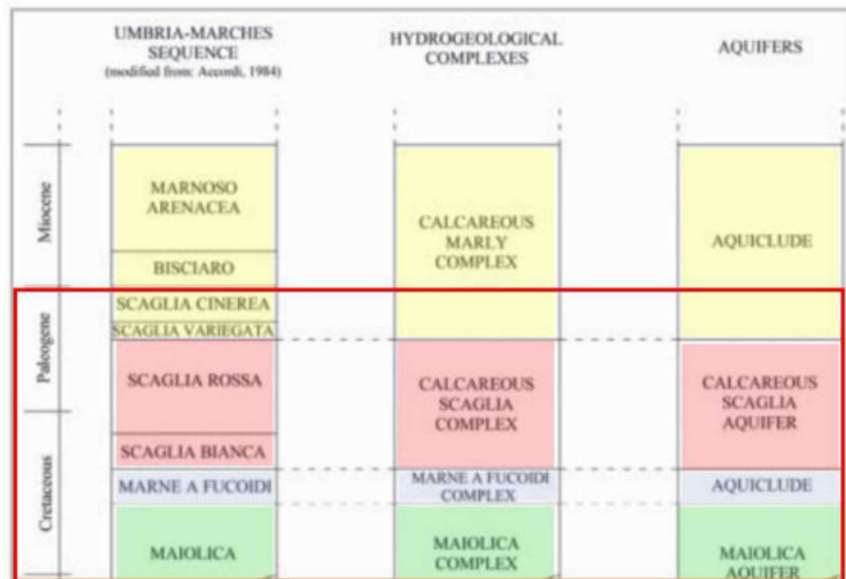 UMBRIA-MARCHES
SEQUENCE
(modified from: Accordi, 1984)
HYDROGEOLOGICAL
COMPLEXES
AQUIFERS
Miocene
Paleogene
Cretaceous
MARNOSO
ARENACEA
BISCIARO
SCAGLIA CINEREA
SCAGLIA VARIEGATA
SCAGLIA ROSSA
SCAGLIA BIANCA
MARNE A FUCOIDI
MAIOLICA
CALCAREOUS
MARLY
COMPLEX
CALCAREOUS
SCAGLIA
COMPLEX
MARNE A FUCOIDI
COMPLEX
MAIOLICA
COMPLEX
AQUICLUDE
CALCAREOUS
SCAGLIA
AQUIFER
AQUICLUDE
MAIOLICA
AQUIFER